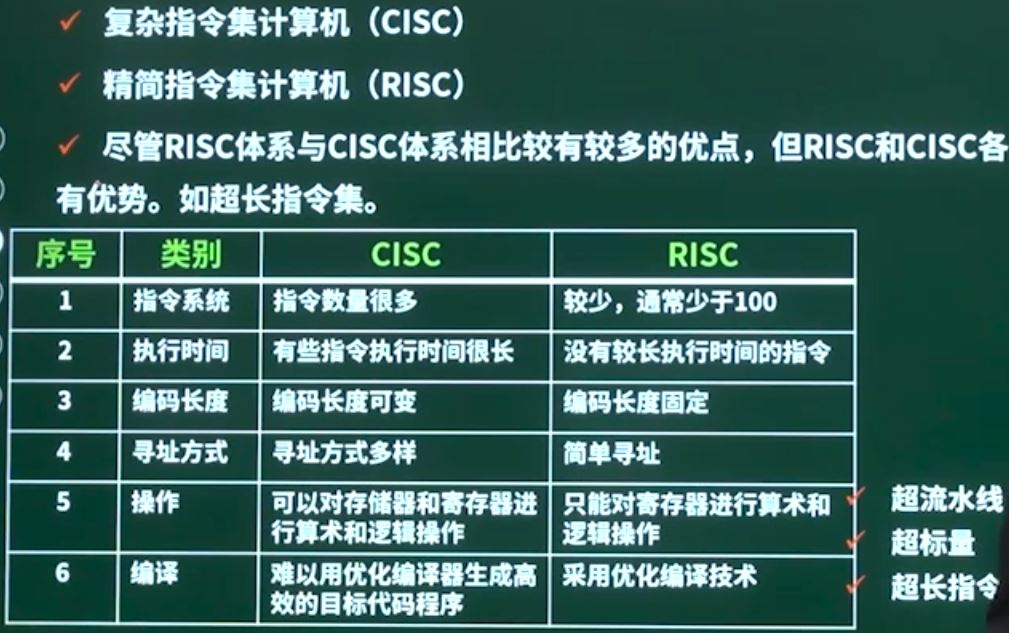 ✓ 复杂指令集计算机（CISC）
✓ 精简指令集计算机（RISC）
✓ 尽管RISC体系与CISC体系相比较有较多的优点，但RISC和CISC各
有优势。如超长指令集。
序号 类别 CISC RISC
1 指令系统 指令数量很多 较少，通常少于100
2 执行时间 有些指令执行时间很长 没有较长执行时间的指令
3 编码长度 编码长度可变 编码长度固定
4 寻址方式 寻址方式多样 简单寻址
5 操作 可以对存储器和寄存器进 只能对寄存器进行算术和
行算术和逻辑操作 逻辑操作
6 编译 难以用优化编译器生成高 采用优化编译技术
效的目标代码程序
✓ 超流水线
✓ 超标量
✓ 超长指令